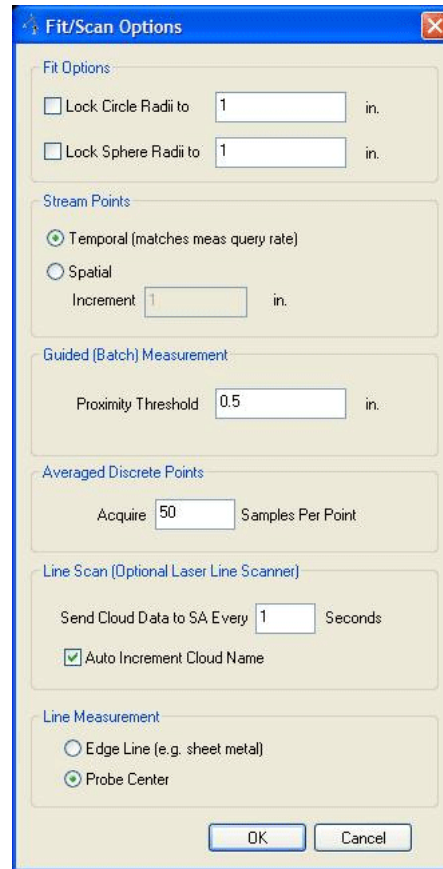 Fit/Scan Options
Fit Options
Lock Circle Radii to 1 in.
Lock Sphere Radii to 1 in.
Stream Points
Temporal (matches meas query rate)
Spatial
Increment 1 in.
Guided (Batch) Measurement
Proximity Threshold 0.5 in.
Averaged Discrete Points
Acquire 50 Samples Per Point
Line Scan (Optional Laser Line Scanner)
Send Cloud Data to SA Every 1 Seconds
Auto Increment Cloud Name
Line Measurement
Edge Line (e.g. sheet metal)
Probe Center
OK Cancel